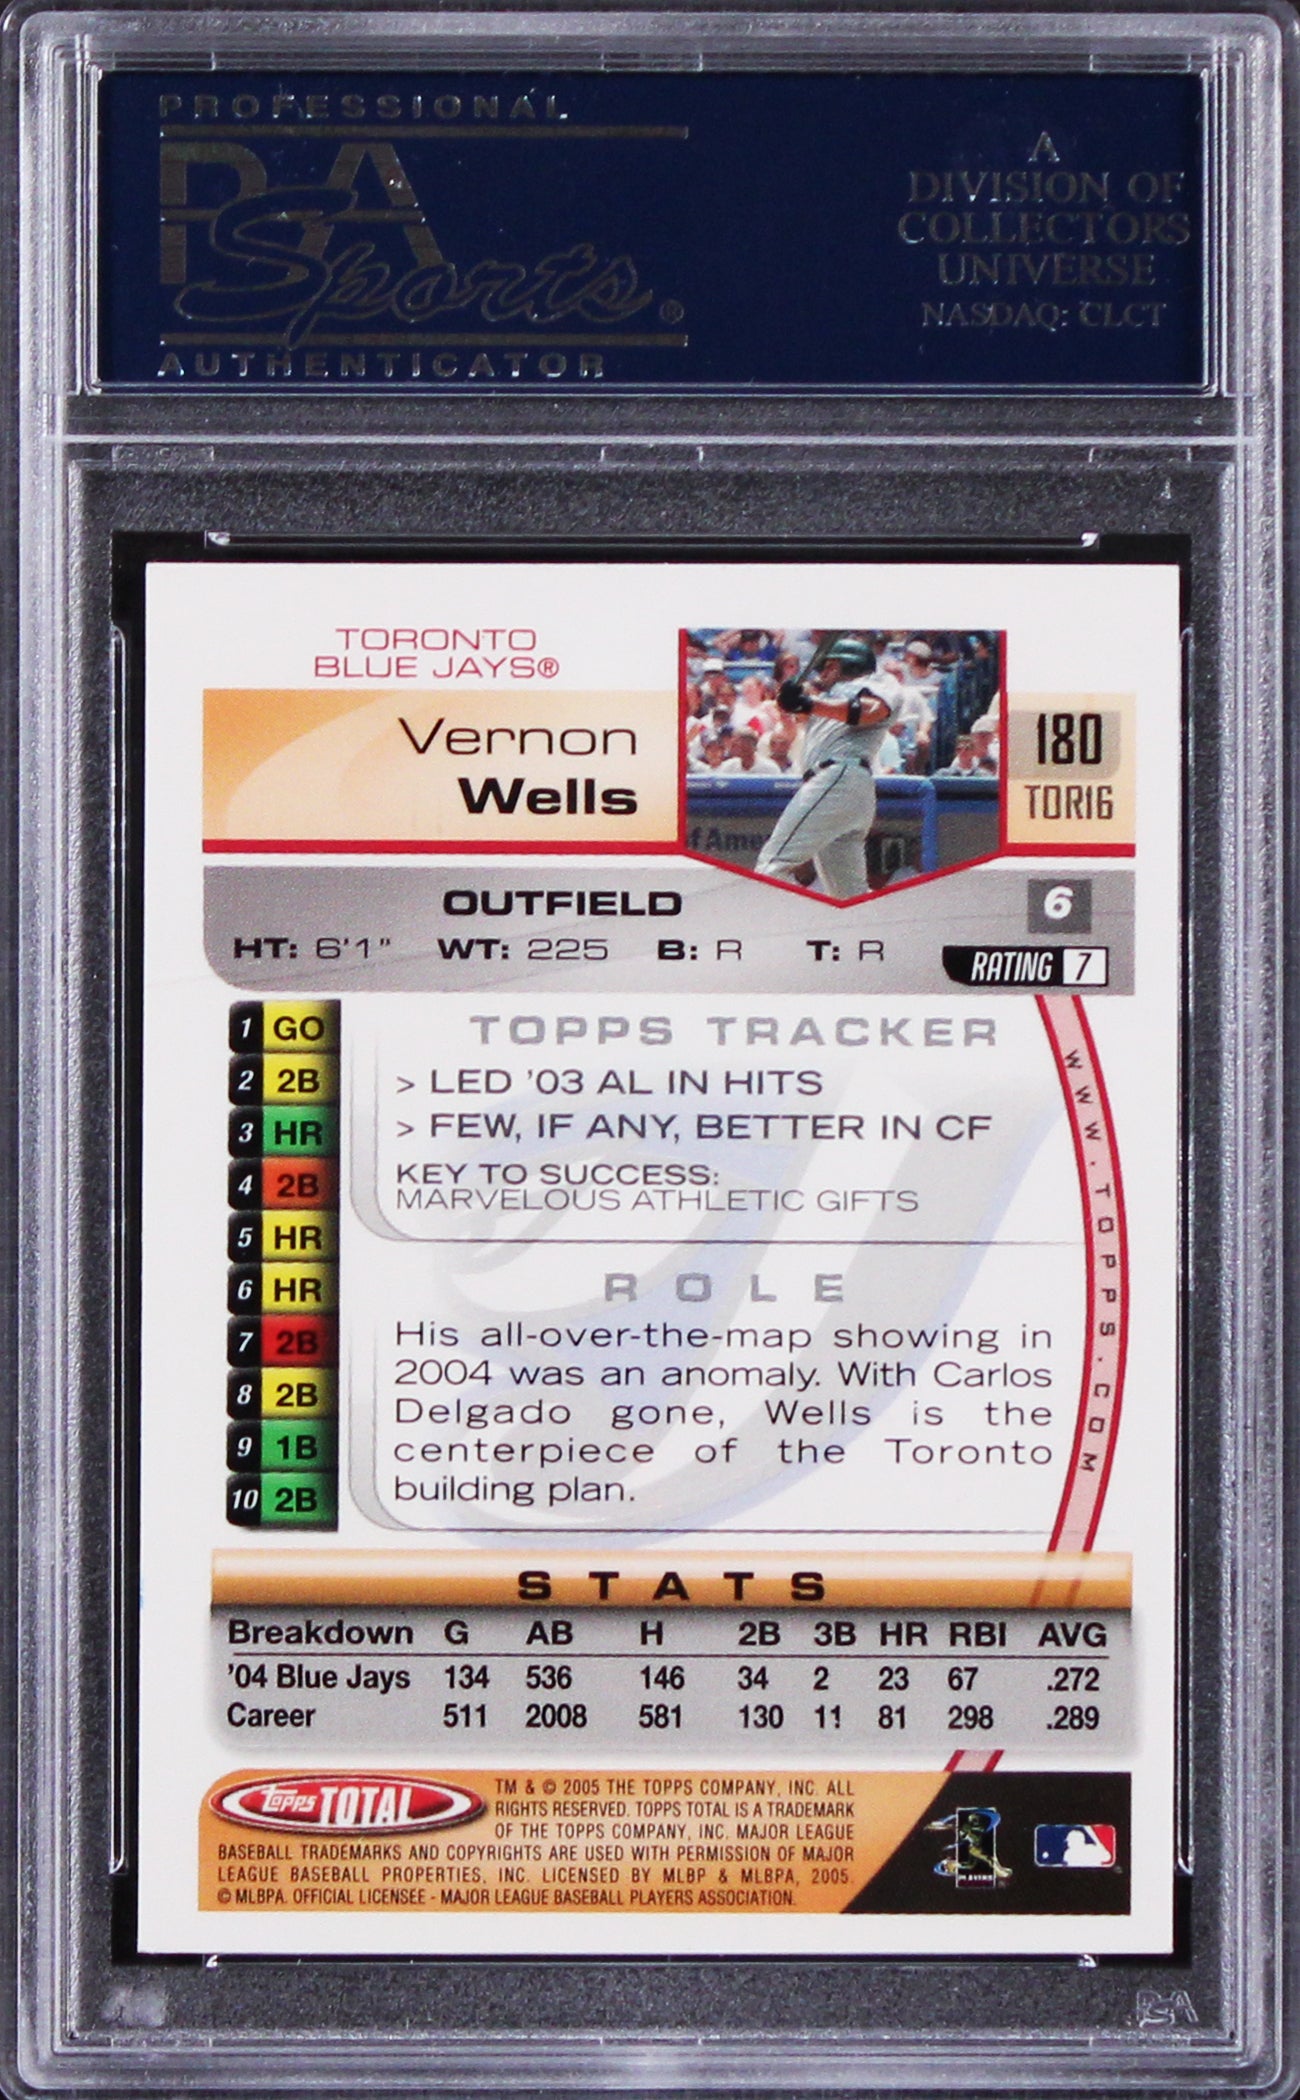 PROFESSIONAL
PSA
Sports®
AUTHENTICATOR
A
DIVISION OF
COLLECTORS
UNIVERSE
NASDAQ: CLCT
TORONTO
BLUE JAYS®
Vernon
Wells
180
TOR16
of Ame
OUTFIELD
6
HT: 6'1" WT: 225 B: R T: R
RATING 7
1 GO
2 2B
3 HR
4 2B
5 HR
6 HR
7 2B
8 2B
9 1B
10 2B
TOPPS TRACKER
> LED '03 AL IN HITS
> FEW, IF ANY, BETTER IN CF
KEY TO SUCCESS:
MARVELOUS ATHLETIC GIFTS
ROLE
His all-over-the-map showing in
2004 was an anomaly. With Carlos
Delgado gone, Wells is the
centerpiece of the Toronto
building plan.
WWW.TOPPS.COM
STATS
Breakdown G AB H 2B 3B HR RBI AVG
'04 Blue Jays 134 536 146 34 2 23 67 .272
Career 511 2008 581 130 11 81 298 .289
Topps TOTAL
TM & © 2005 THE TOPPS COMPANY, INC. ALL
RIGHTS RESERVED. TOPPS TOTAL IS A TRADEMARK
OF THE TOPPS COMPANY, INC. MAJOR LEAGUE
BASEBALL TRADEMARKS AND COPYRIGHTS ARE USED WITH PERMISSION OF MAJOR
LEAGUE BASEBALL PROPERTIES, INC. LICENSED BY MLBP & MLBPA, 2005.
© MLBPA. OFFICIAL LICENSEE - MAJOR LEAGUE BASEBALL PLAYERS ASSOCIATION.
PLAYERS
PSA